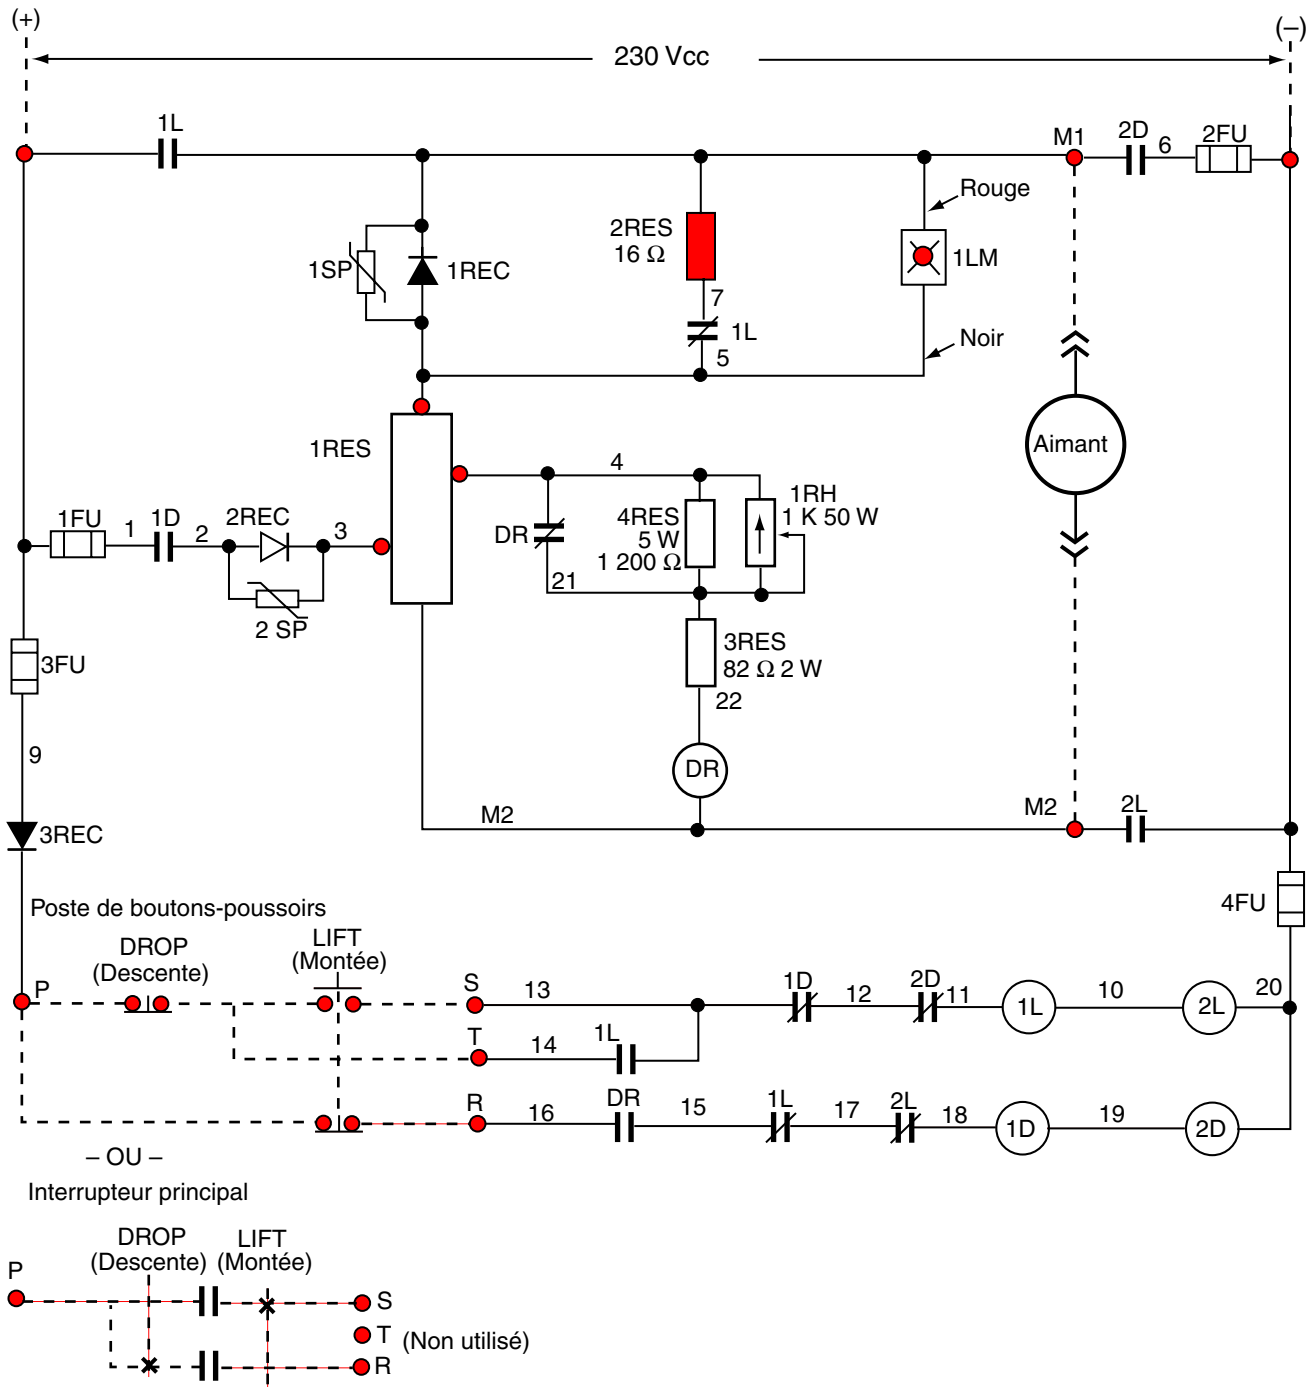 (+)
(–)
230 Vcc
1L
M1
2D
6
2FU
Rouge
2RES
16 Ω
1SP
1REC
1LM
7
1L
5
Noir
1RES
Aimant
4
1RH
1 K 50 W
1FU
1
1D
2
2REC
3
DR
4RES
5 W
1 200 Ω
21
2 SP
3FU
3RES
82 Ω 2 W
22
9
DR
M2
M2
2L
3REC
4FU
Poste de boutons-poussoirs
DROP
(Descente)
LIFT
(Montée)
P
S
13
1D
12
2D
11
1L
10
2L
20
T
14
1L
R
16
DR
15
1L
17
2L
18
1D
19
2D
– OU –
Interrupteur principal
DROP
(Descente)
LIFT
(Montée)
P
S
T
(Non utilisé)
R